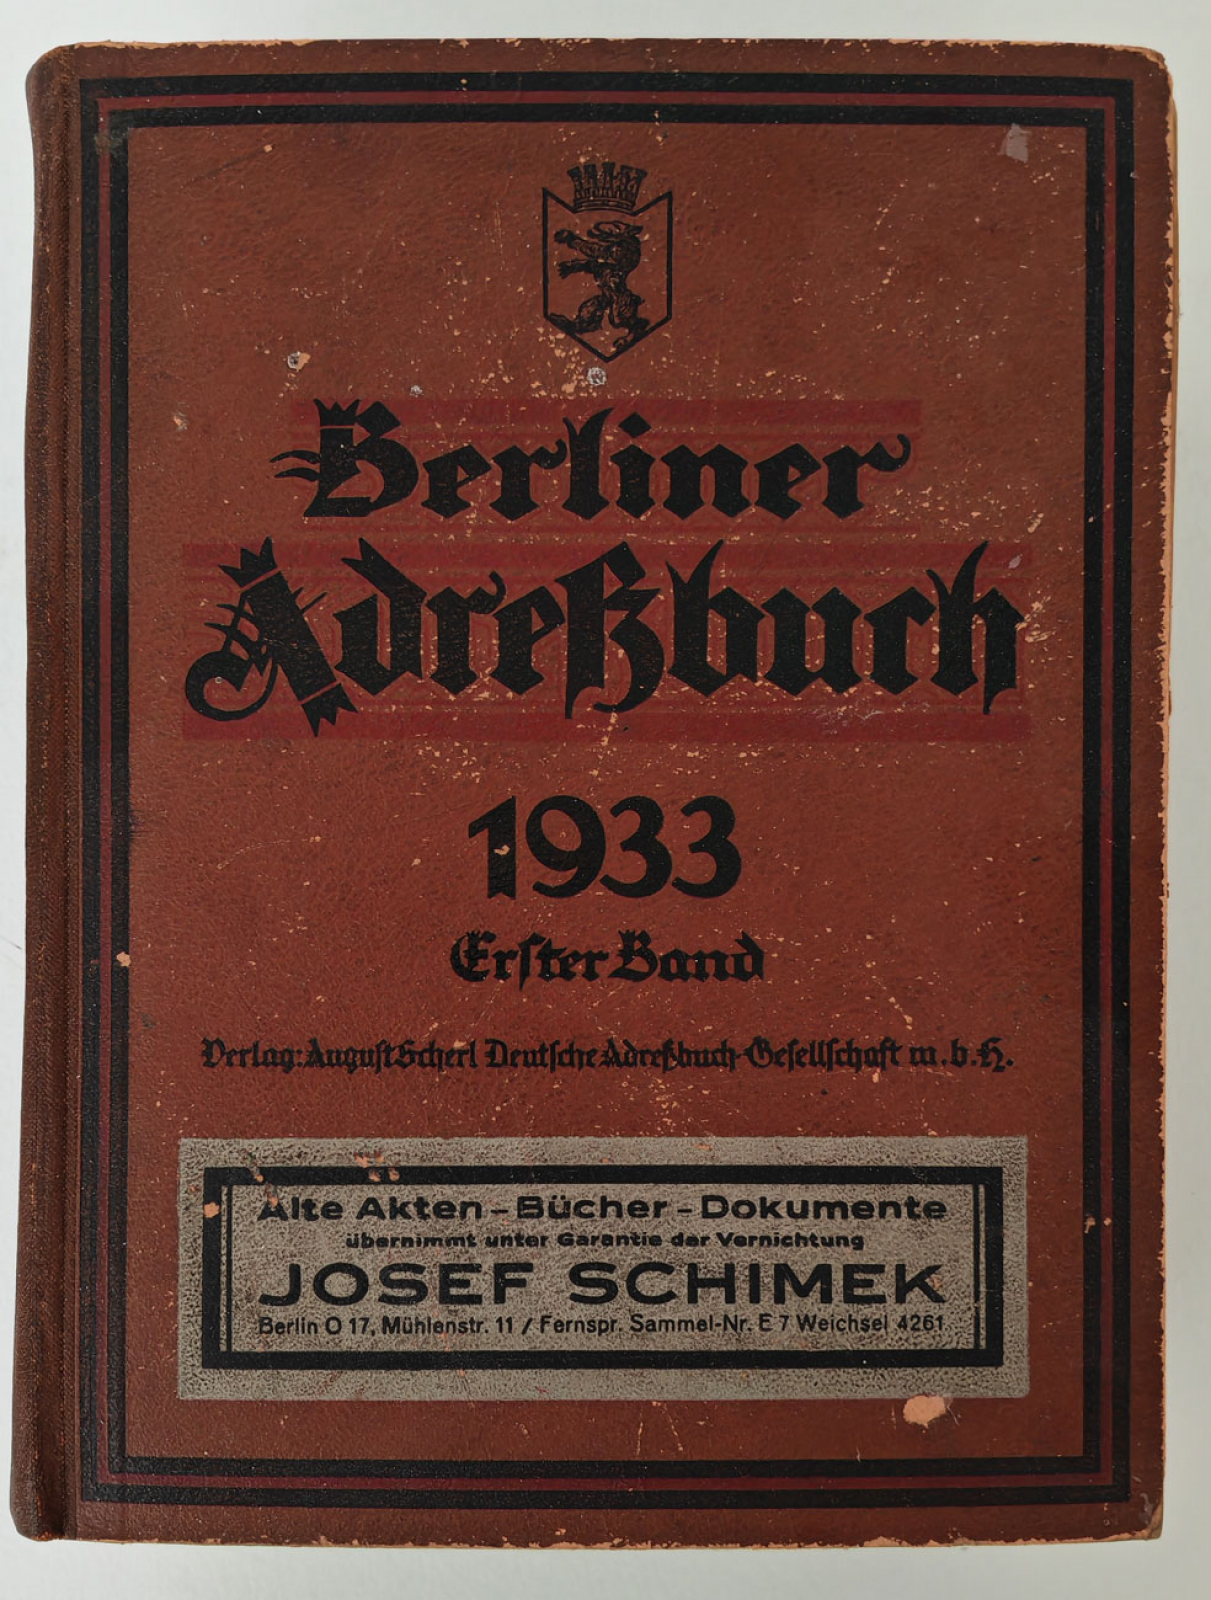 Berliner
Adreßbuch
1933
Erster Band
Verlag: August Scherl Deutsche Adreßbuch-Gesellschaft m.b.H.
Alte Akten – Bücher – Dokumente
übernimmt unter Garantie der Vernichtung
JOSEF SCHIMEK
Berlin O 17, Mühlenstr. 11 / Fernspr. Sammel-Nr. E 7 Weichsel 4261